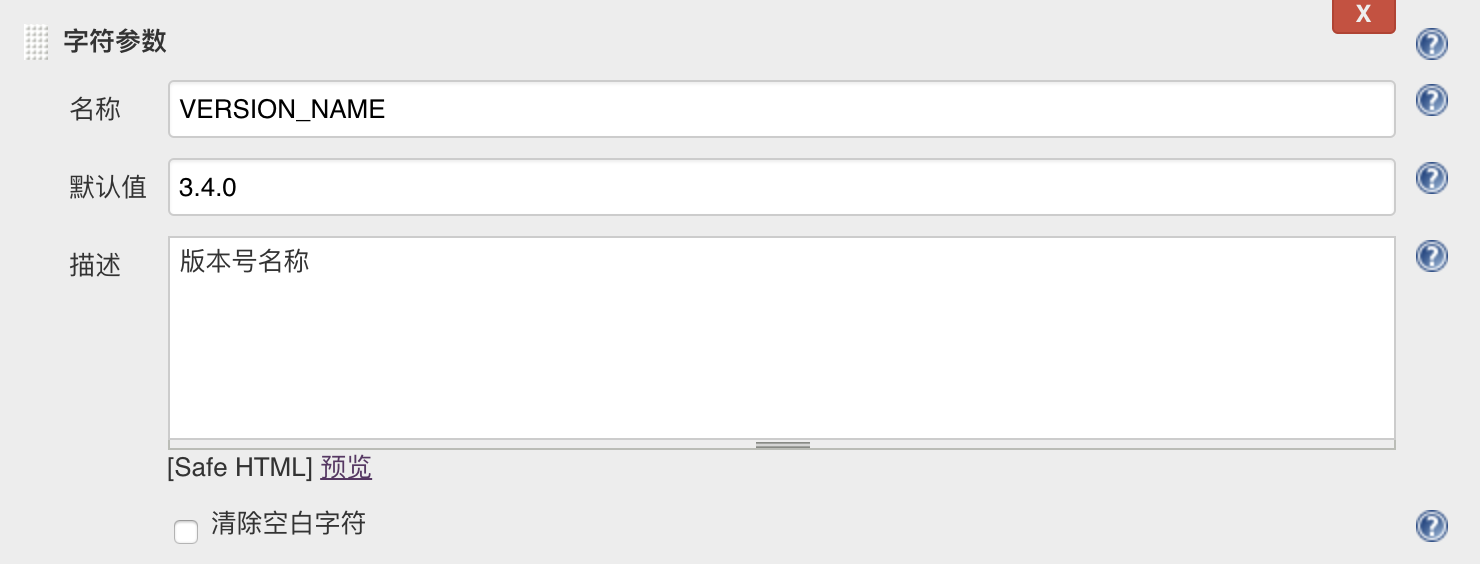 X
字符参数
名称 VERSION_NAME
默认值 3.4.0
描述 版本号名称
[Safe HTML] 预览
清除空白字符